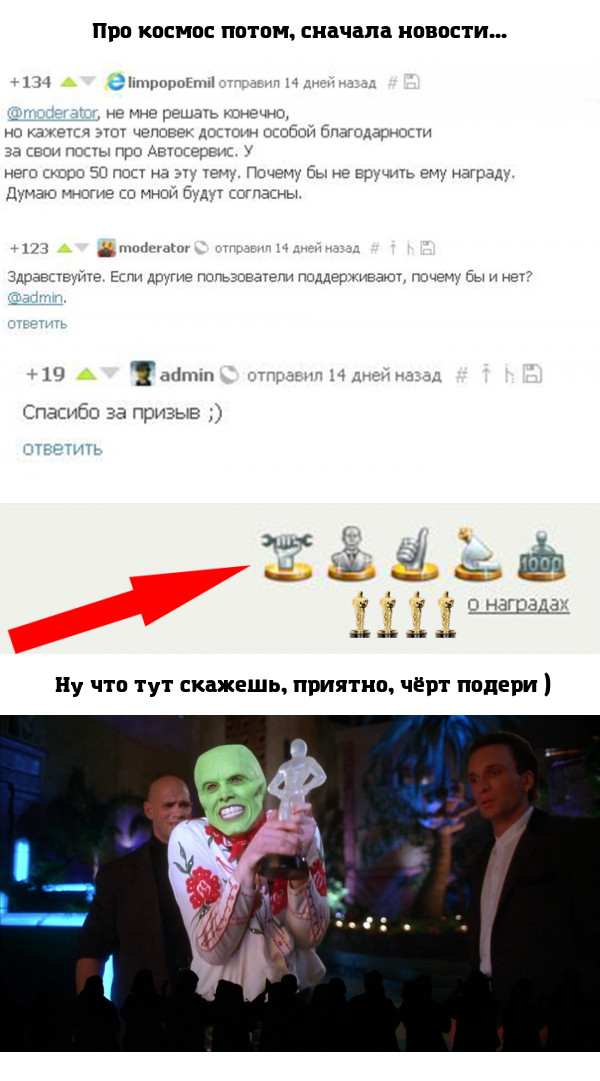 Про космос потом, сначала новости...
+134 limpopoEmil отправил 14 дней назад #
@moderator, не мне решать конечно,
но кажется этот человек достоин особой благодарности
за свои посты про Автосервис. У
него скоро 50 пост на эту тему. Почему бы не вручить ему награду.
Думаю многие со мной будут согласны.
+123 moderator отправил 14 дней назад # ↑ h
Здравствуйте. Если другие пользователи поддерживают, почему бы и нет?
@admin.
ответить
+19 admin отправил 14 дней назад # ↑ h
Спасибо за призыв ;)
ответить
1000
о наградах
Ну что тут скажешь, приятно, чёрт подери )